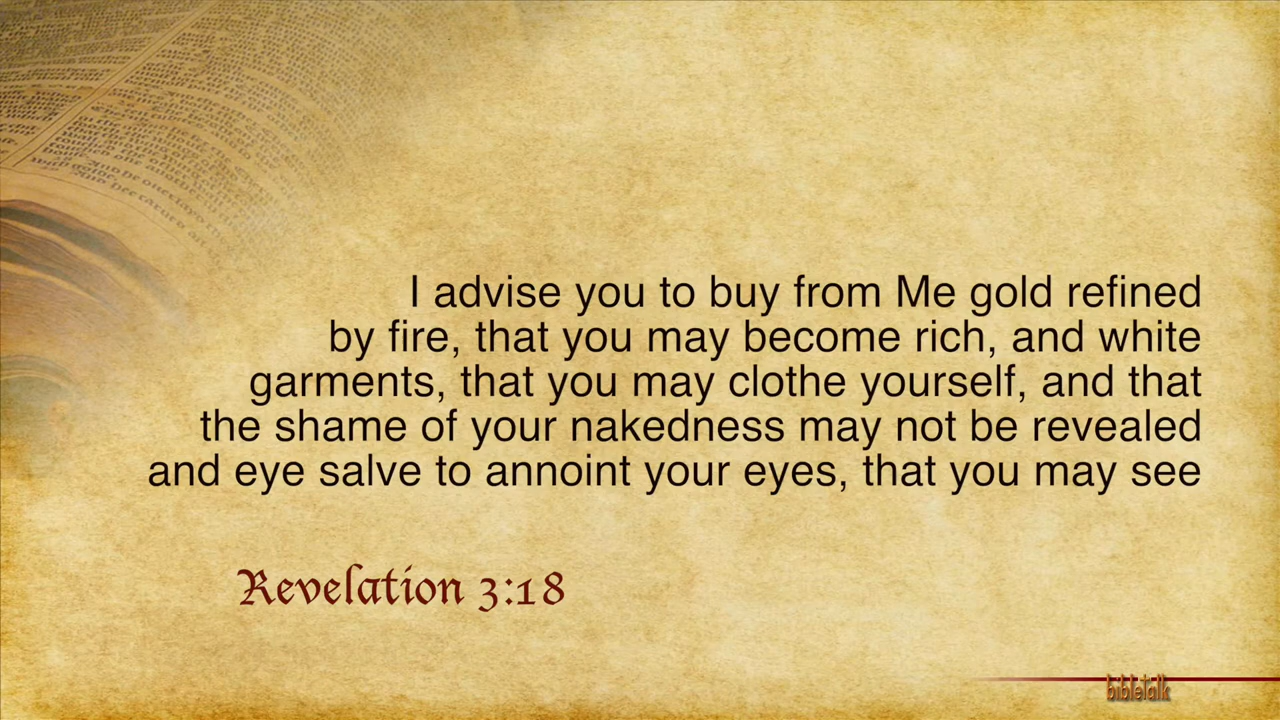 I advise you to buy from Me gold refined
by fire, that you may become rich, and white
garments, that you may clothe yourself, and that
the shame of your nakedness may not be revealed
and eye salve to annoint your eyes, that you may see
Revelation 3:18
bibletalk